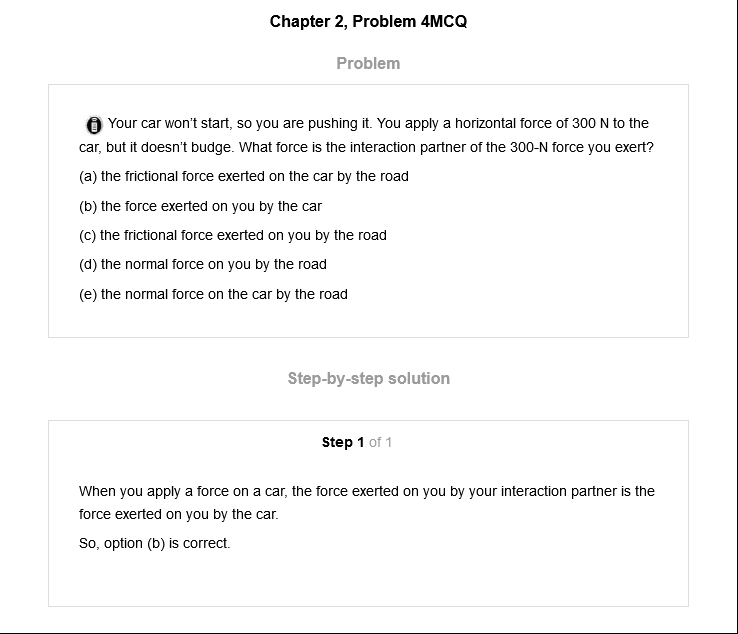 Chapter 2, Problem 4MCQ
Problem
Your car won't start, so you are pushing it. You apply a horizontal force of 300 N to the
car, but it doesn't budge. What force is the interaction partner of the 300-N force you exert?
(a) the frictional force exerted on the car by the road
(b) the force exerted on you by the car
(c) the frictional force exerted on you by the road
(d) the normal force on you by the road
(e) the normal force on the car by the road
Step-by-step solution
Step 1 of 1
When you apply a force on a car, the force exerted on you by your interaction partner is the
force exerted on you by the car.
So, option (b) is correct.